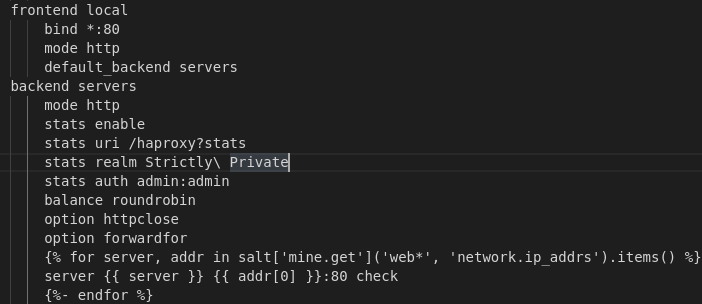 frontend local
bind *:80
mode http
default_backend servers
backend servers
mode http
stats enable
stats uri /haproxy?stats
stats realm Strictly\ Private
stats auth admin:admin
balance roundrobin
option httpclose
option forwardfor
{% for server, addr in salt['mine.get']('web*', 'network.ip_addrs').items() %}
server {{ server }} {{ addr[0] }}:80 check
{%- endfor %}